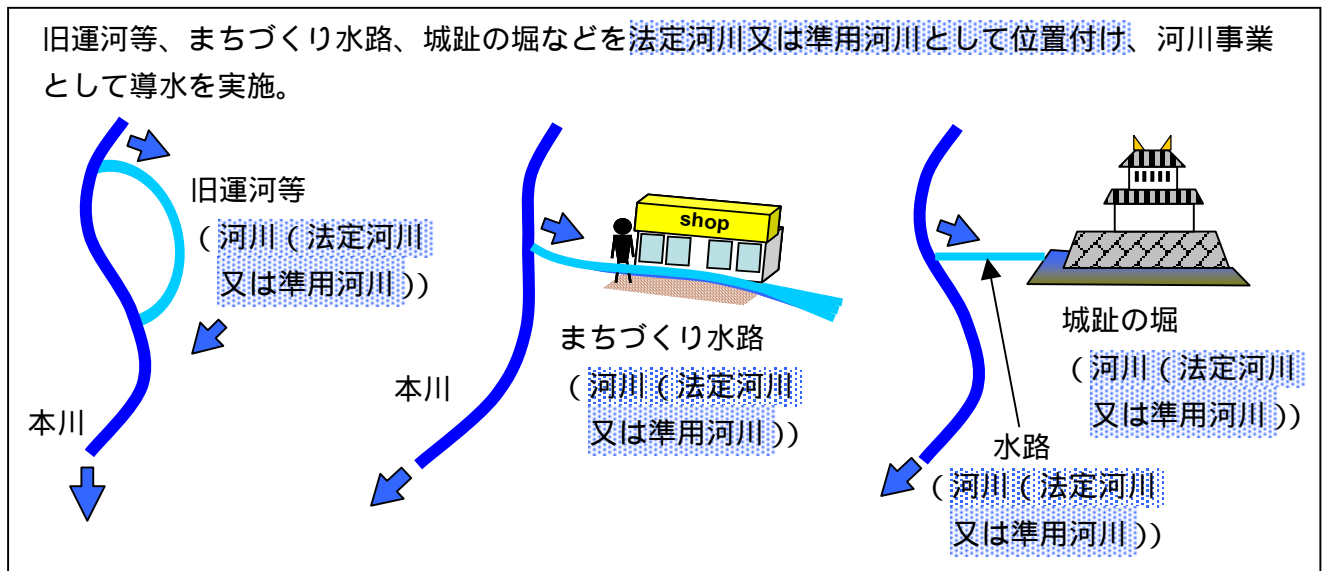 旧運河等、まちづくり水路、城趾の堀などを法定河川又は準用河川として位置付け、河川事業
として導水を実施。
旧運河等
(河川(法定河川
又は準用河川))
本川
shop
まちづくり水路
(河川(法定河川
又は準用河川))
本川
城趾の堀
(河川(法定河川
又は準用河川))
水路
(河川(法定河川
又は準用河川))